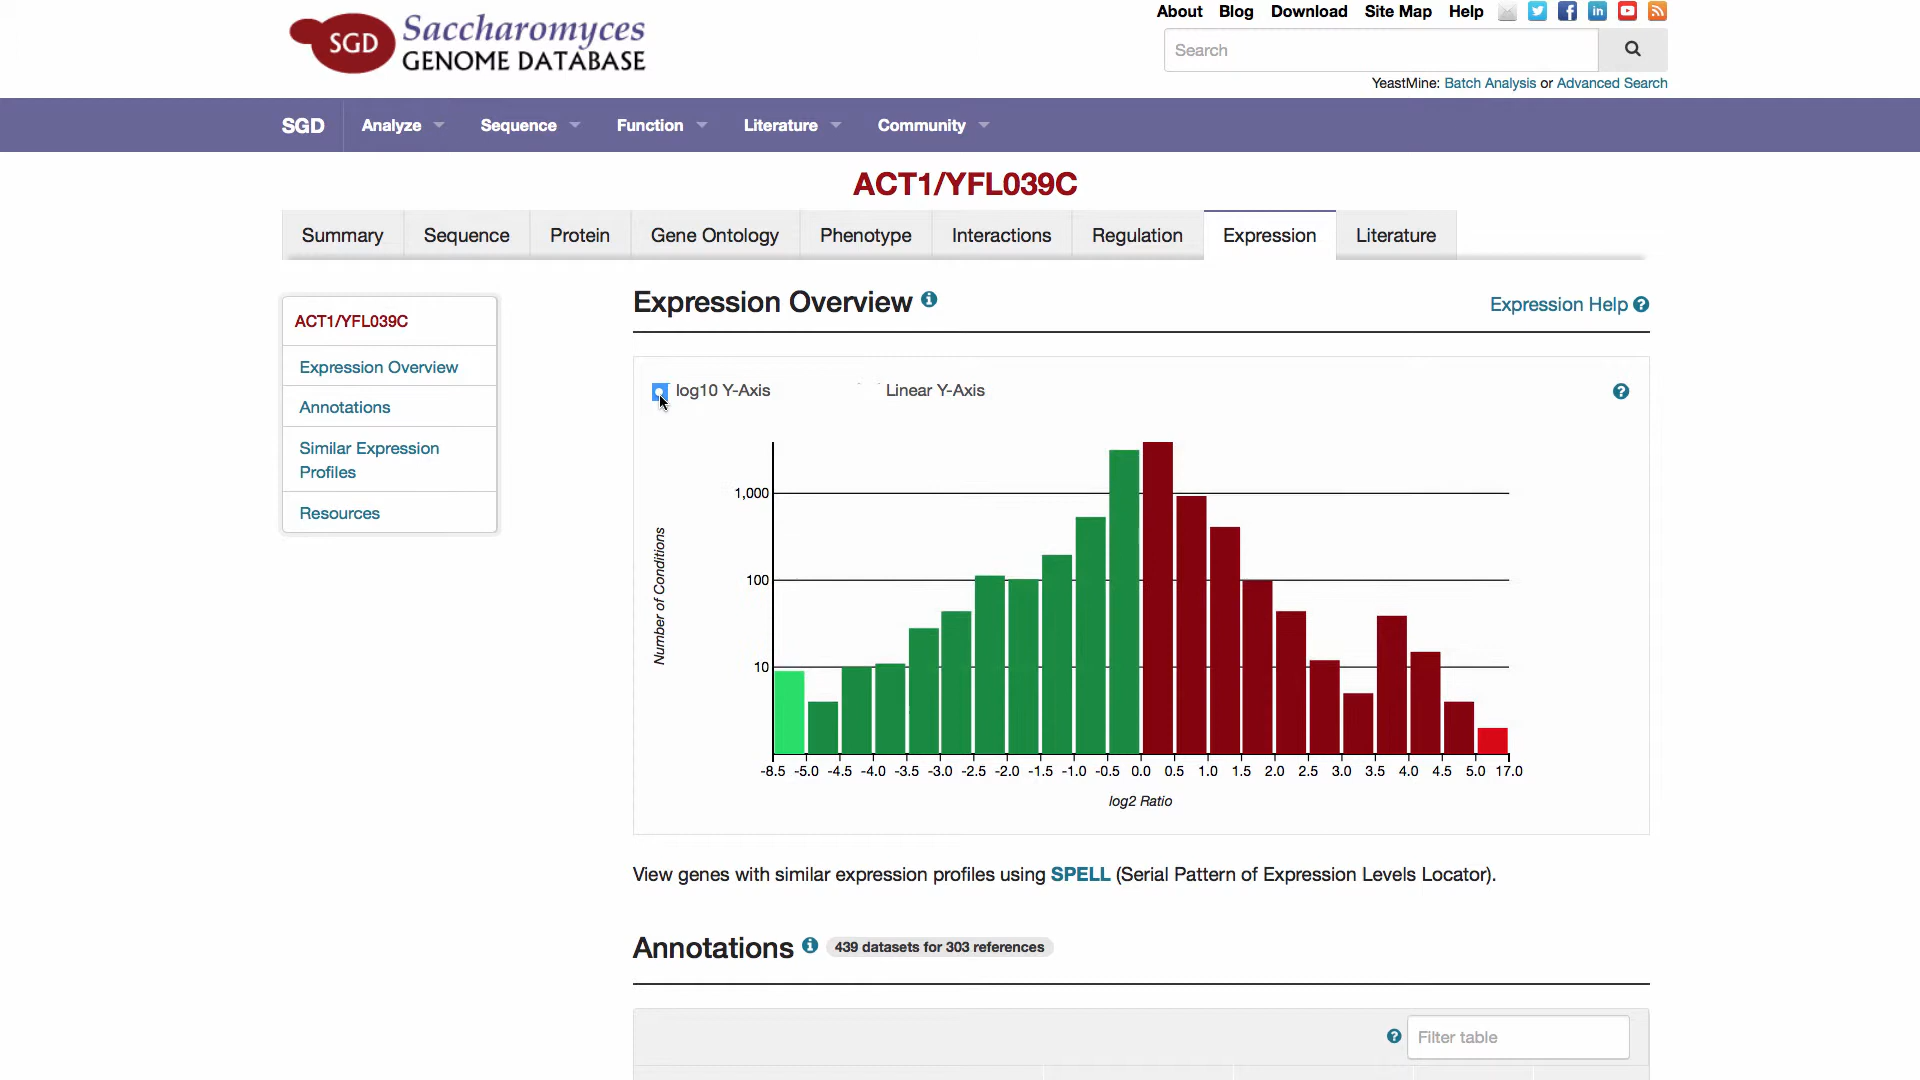 SGD Saccharomyces GENOME DATABASE
About Blog Download Site Map Help
Search
YeastMine: Batch Analysis or Advanced Search
SGD Analyze Sequence Function Literature Community
ACT1/YFL039C
Summary Sequence Protein Gene Ontology Phenotype Interactions Regulation Expression Literature
ACT1/YFL039C
Expression Overview
Annotations
Similar Expression
Profiles
Resources
Expression Overview
Expression Help
log10 Y-Axis Linear Y-Axis
Number of Conditions
1,000
100
10
-8.5 -5.0 -4.5 -4.0 -3.5 -3.0 -2.5 -2.0 -1.5 -1.0 -0.5 0.0 0.5 1.0 1.5 2.0 2.5 3.0 3.5 4.0 4.5 5.0 17.0
log2 Ratio
View genes with similar expression profiles using SPELL (Serial Pattern of Expression Levels Locator).
Annotations 439 datasets for 303 references
Filter table